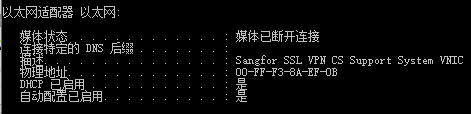 以太网适配器 以太网:
媒体状态 . . . . . . . . . . . . : 媒体已断开连接
连接特定的 DNS 后缀 . . . . . . . :
描述. . . . . . . . . . . . . . . : Sangfor SSL VPN CS Support System VNIC
物理地址. . . . . . . . . . . . . : 00-FF-F3-8A-EF-0B
DHCP 已启用 . . . . . . . . . . . : 是
自动配置已启用. . . . . . . . . . : 是